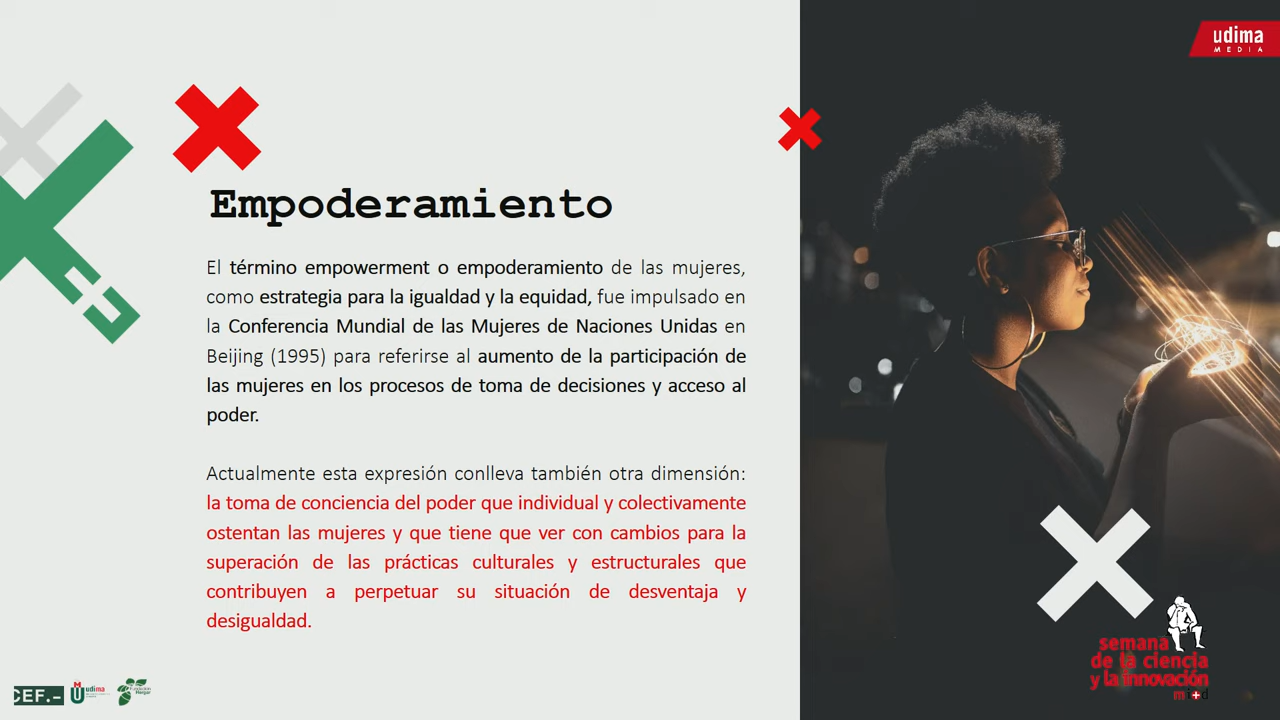 udima
MEDIA
Empoderamiento
El término empowerment o empoderamiento de las mujeres,
como estrategia para la igualdad y la equidad, fue impulsado en
la Conferencia Mundial de las Mujeres de Naciones Unidas en
Beijing (1995) para referirse al aumento de la participación de
las mujeres en los procesos de toma de decisiones y acceso al
poder.
Actualmente esta expresión conlleva también otra dimensión:
la toma de conciencia del poder que individual y colectivamente
ostentan las mujeres y que tiene que ver con cambios para la
superación de las prácticas culturales y estructurales que
contribuyen a perpetuar su situación de desventaja y
desigualdad.
semana
de la ciencia
y la innovación
CEF.-
udima